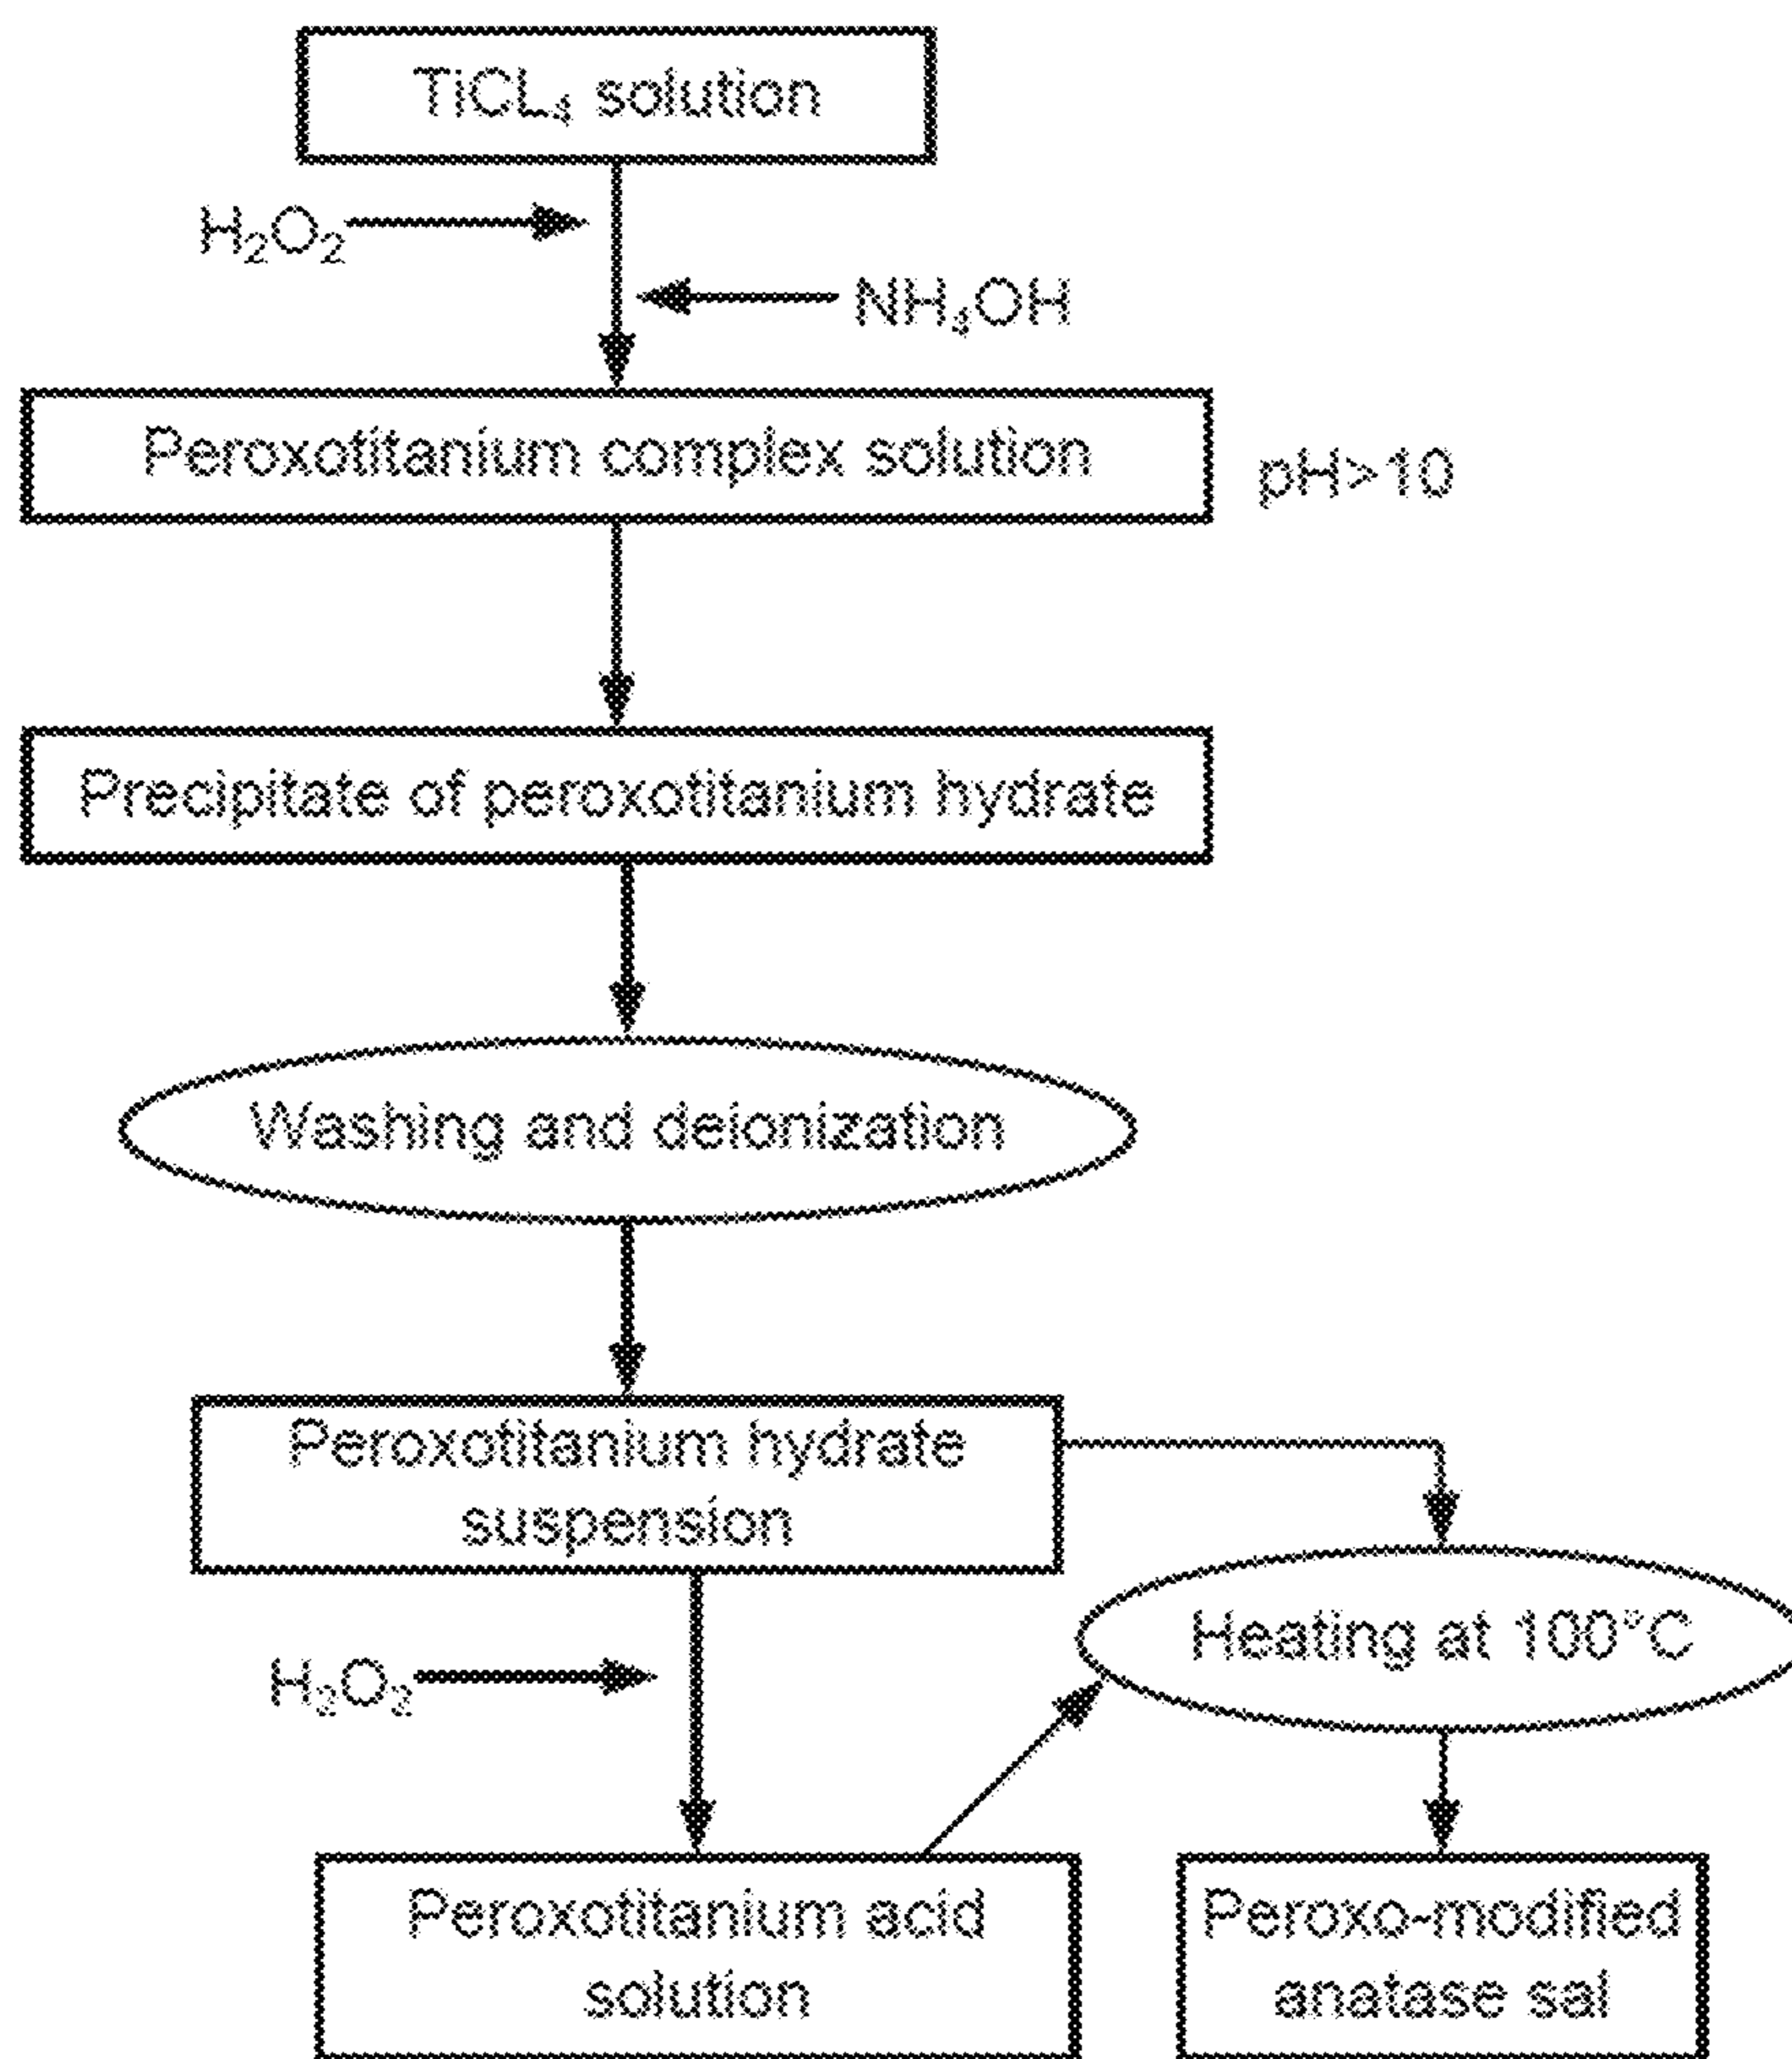 TiCL₄ solution
H₂O₂
NH₄OH
Peroxotitanium complex solution
pH>10
Precipitate of peroxotitanium hydrate
Washing and deionization
Peroxotitanium hydrate
suspension
Heating at 100°C
H₂O₂
Peroxotitanium acid
solution
Peroxo-modified
anatase sal